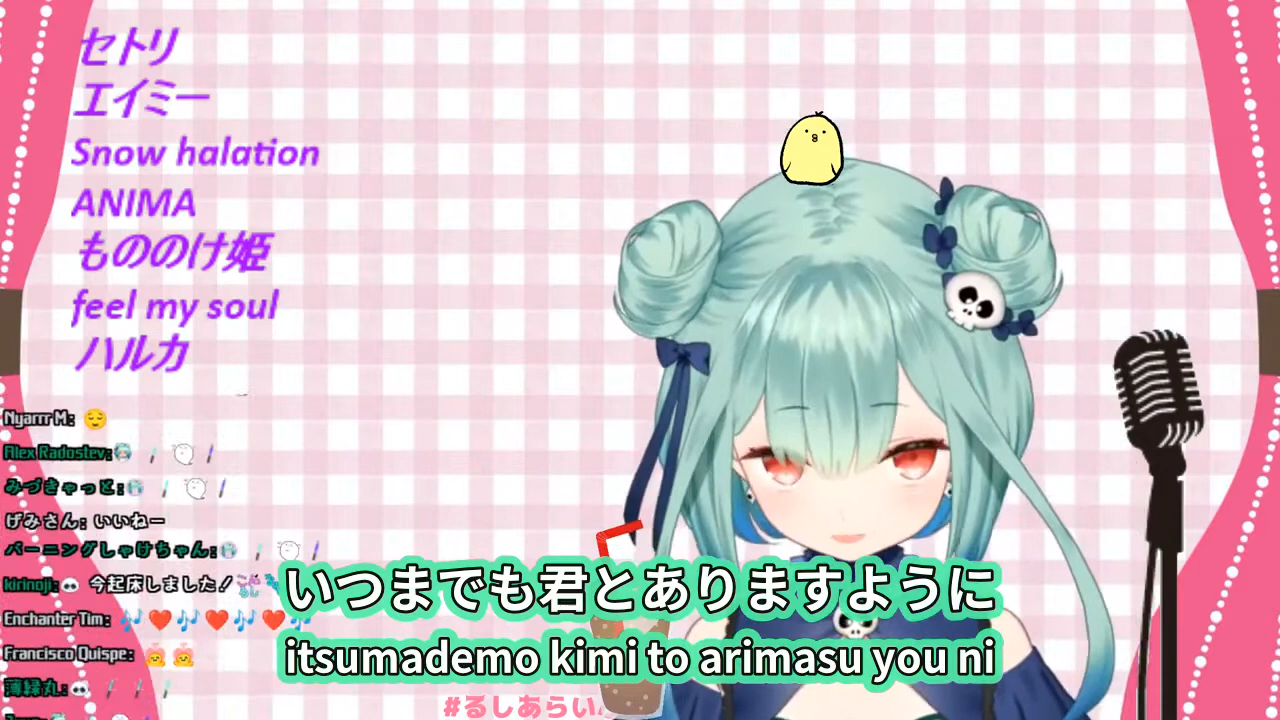 セトリ
エイミー
Snow halation
ANIMA
もののけ姫
feel my soul
ハルカ
Nyarrr M:
Alex Radostev:
みづきゃっと:
げみさん: いいねー
バーニングしゃけちゃん:
kirinoji: 今起床しました!
Enchanter Tim:
Francisco Quispe:
薄緑丸:
いつまでも君とありますように
itsumademo kimi to arimasu you ni
#るしあらい